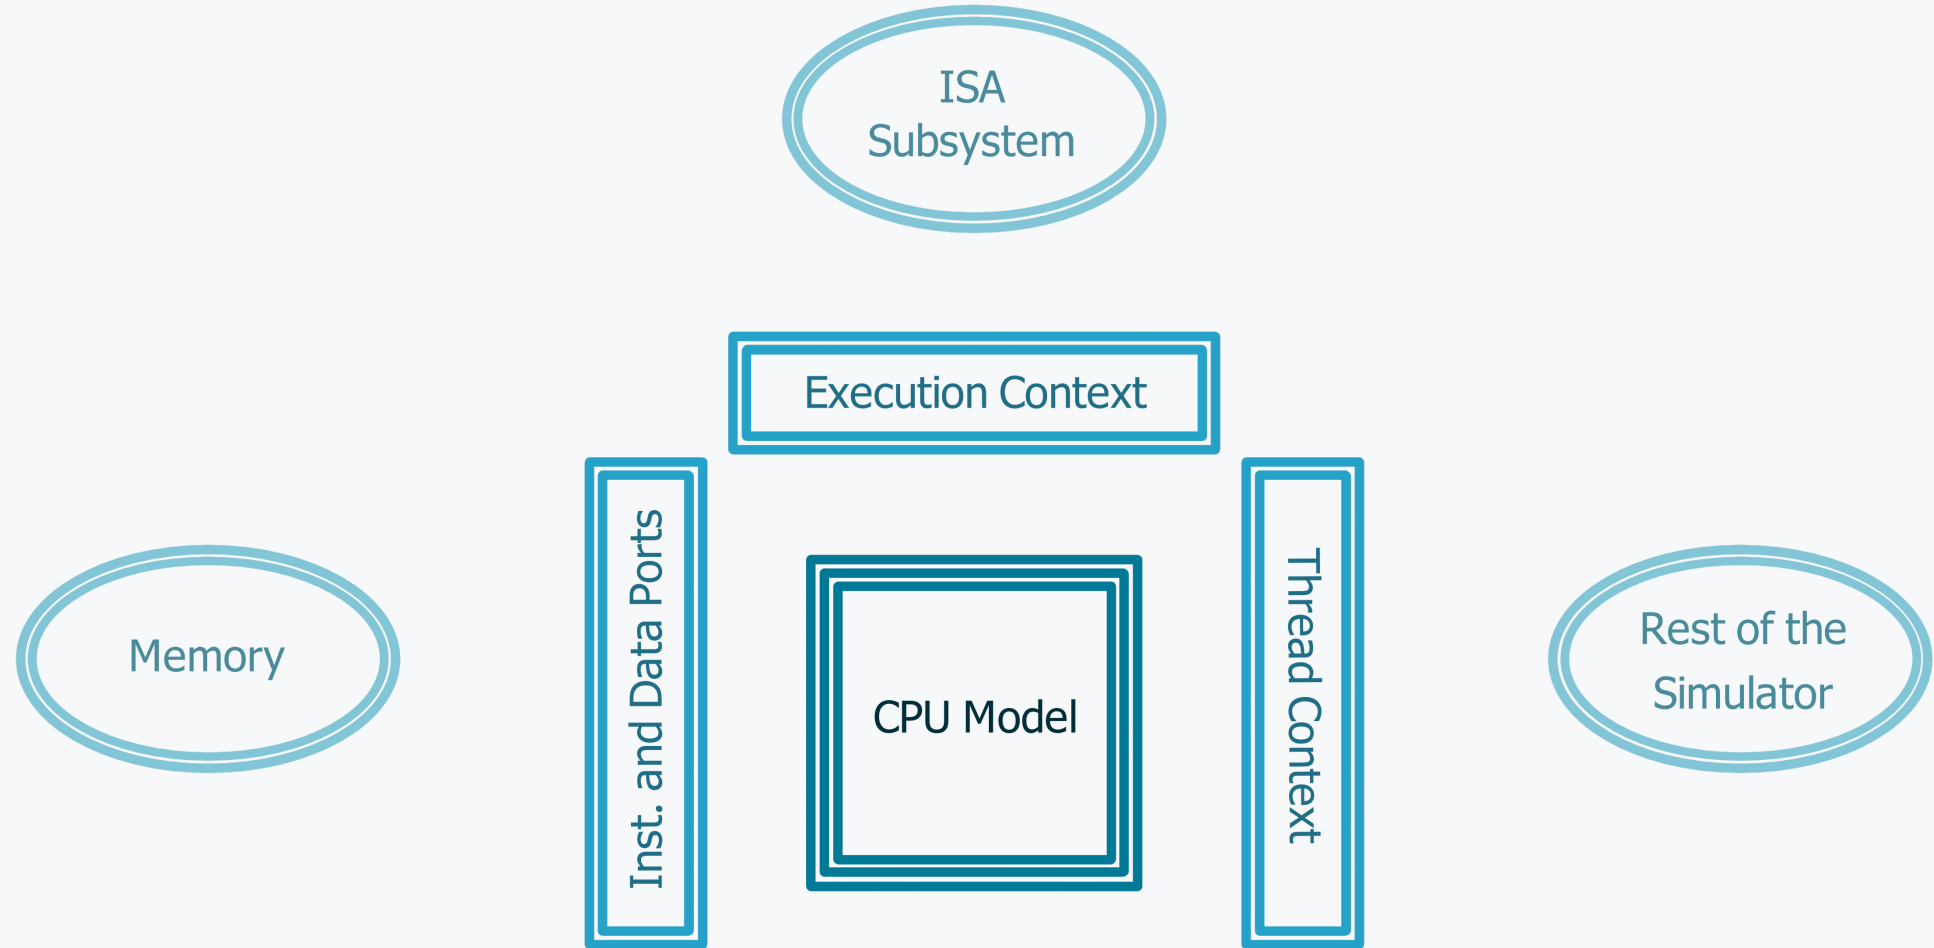 ISA
Subsystem
Execution Context
Inst. and Data Ports
Thread Context
Memory
CPU Model
Rest of the
Simulator